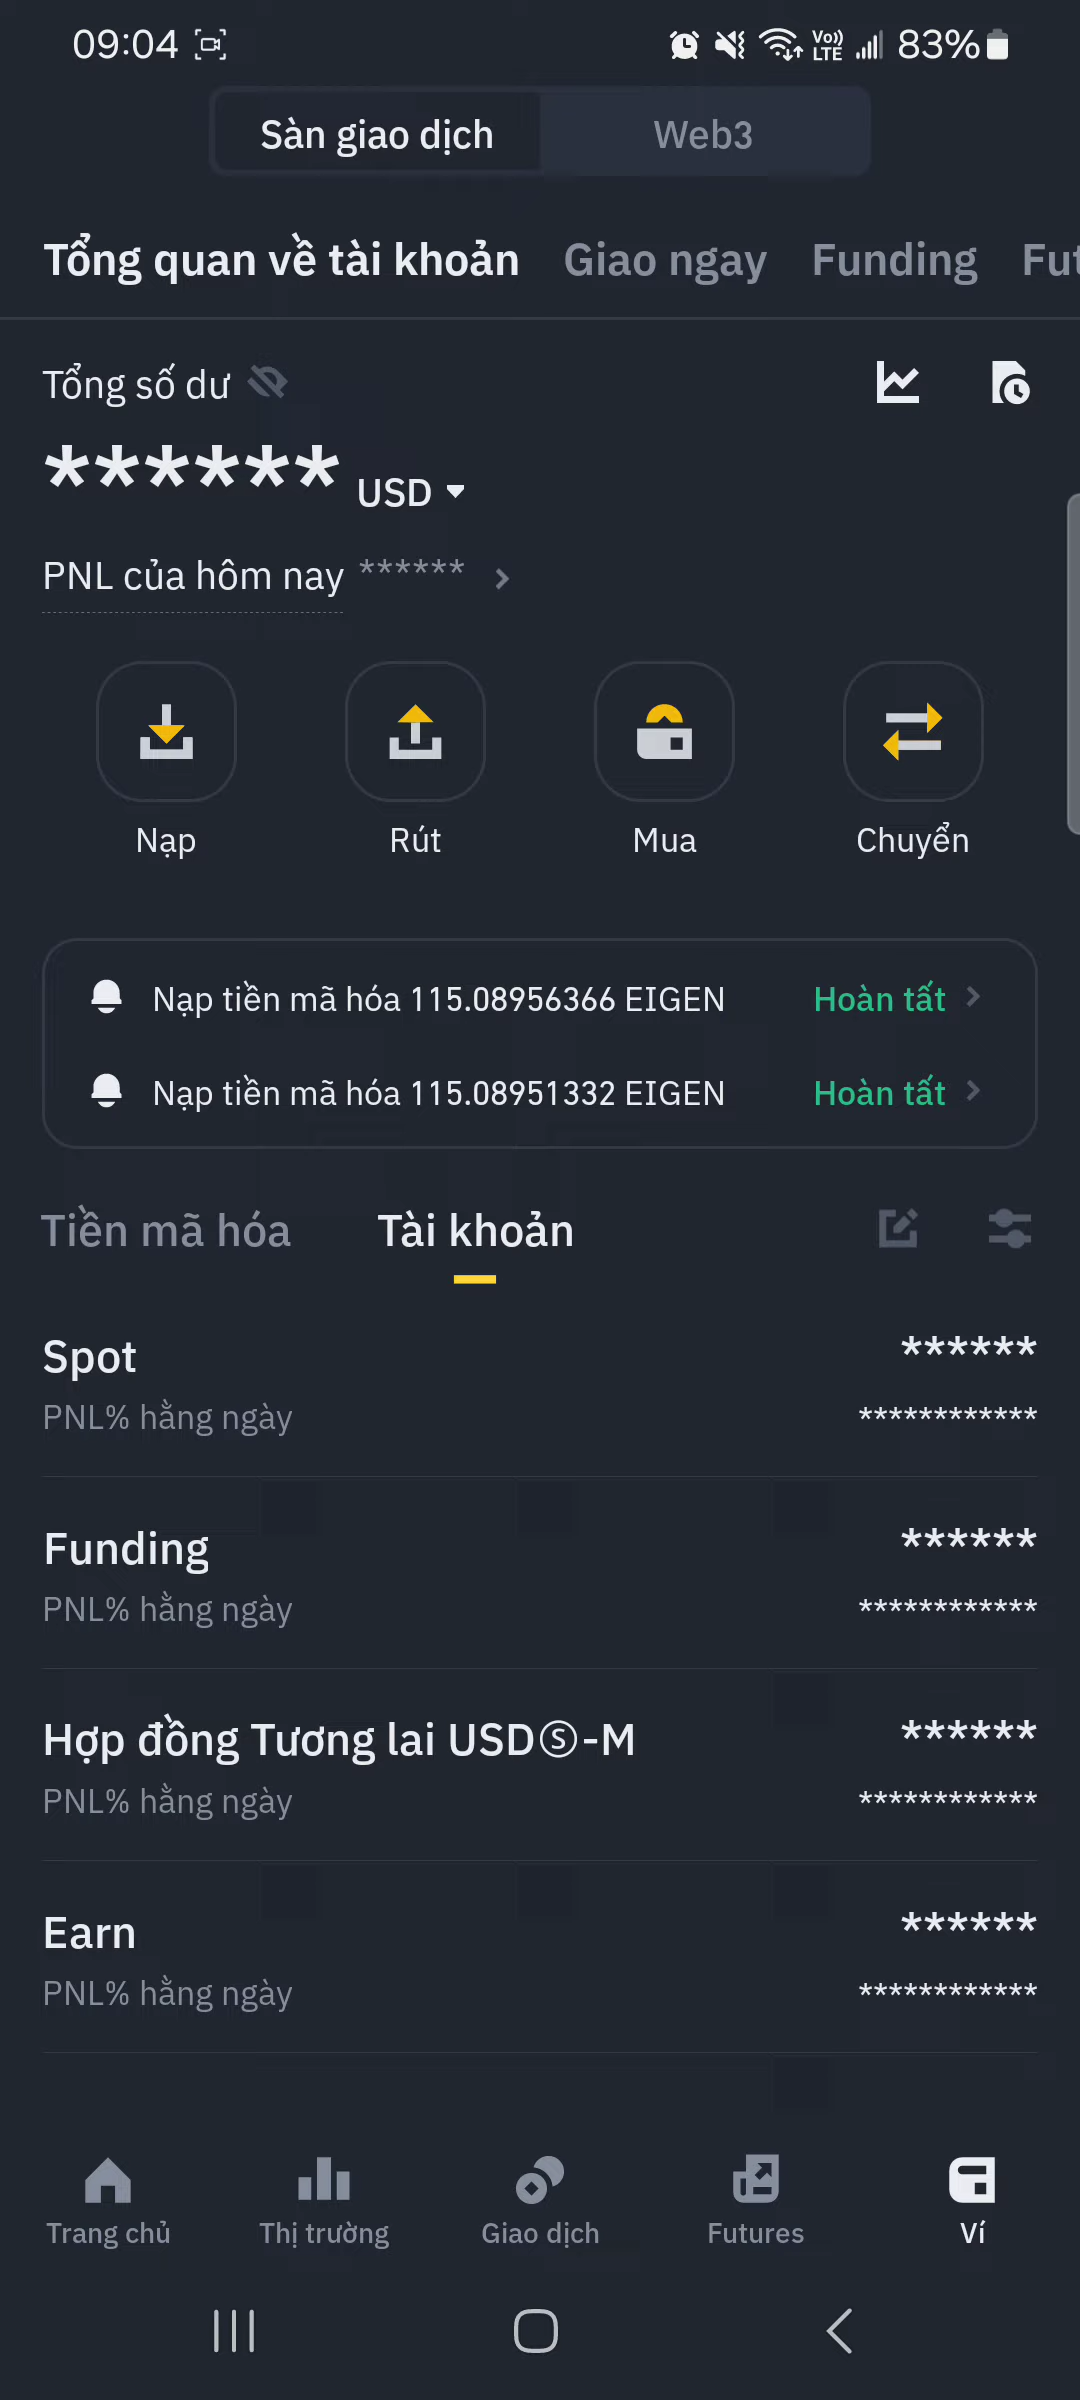 09:04 Vo)) LTE 83%
Sàn giao dịch Web3
Tổng quan về tài khoản Giao ngay Funding Fut
Tổng số dư
****** USD
PNL của hôm nay ******
Nạp Rút Mua Chuyển
Nạp tiền mã hóa 115.08956366 EIGEN Hoàn tất
Nạp tiền mã hóa 115.08951332 EIGEN Hoàn tất
Tiền mã hóa Tài khoản
Spot ******
PNL% hằng ngày ************
Funding ******
PNL% hằng ngày ************
Hợp đồng Tương lai USDⓈ-M ******
PNL% hằng ngày ************
Earn ******
PNL% hằng ngày ************
Trang chủ Thị trường Giao dịch Futures Ví